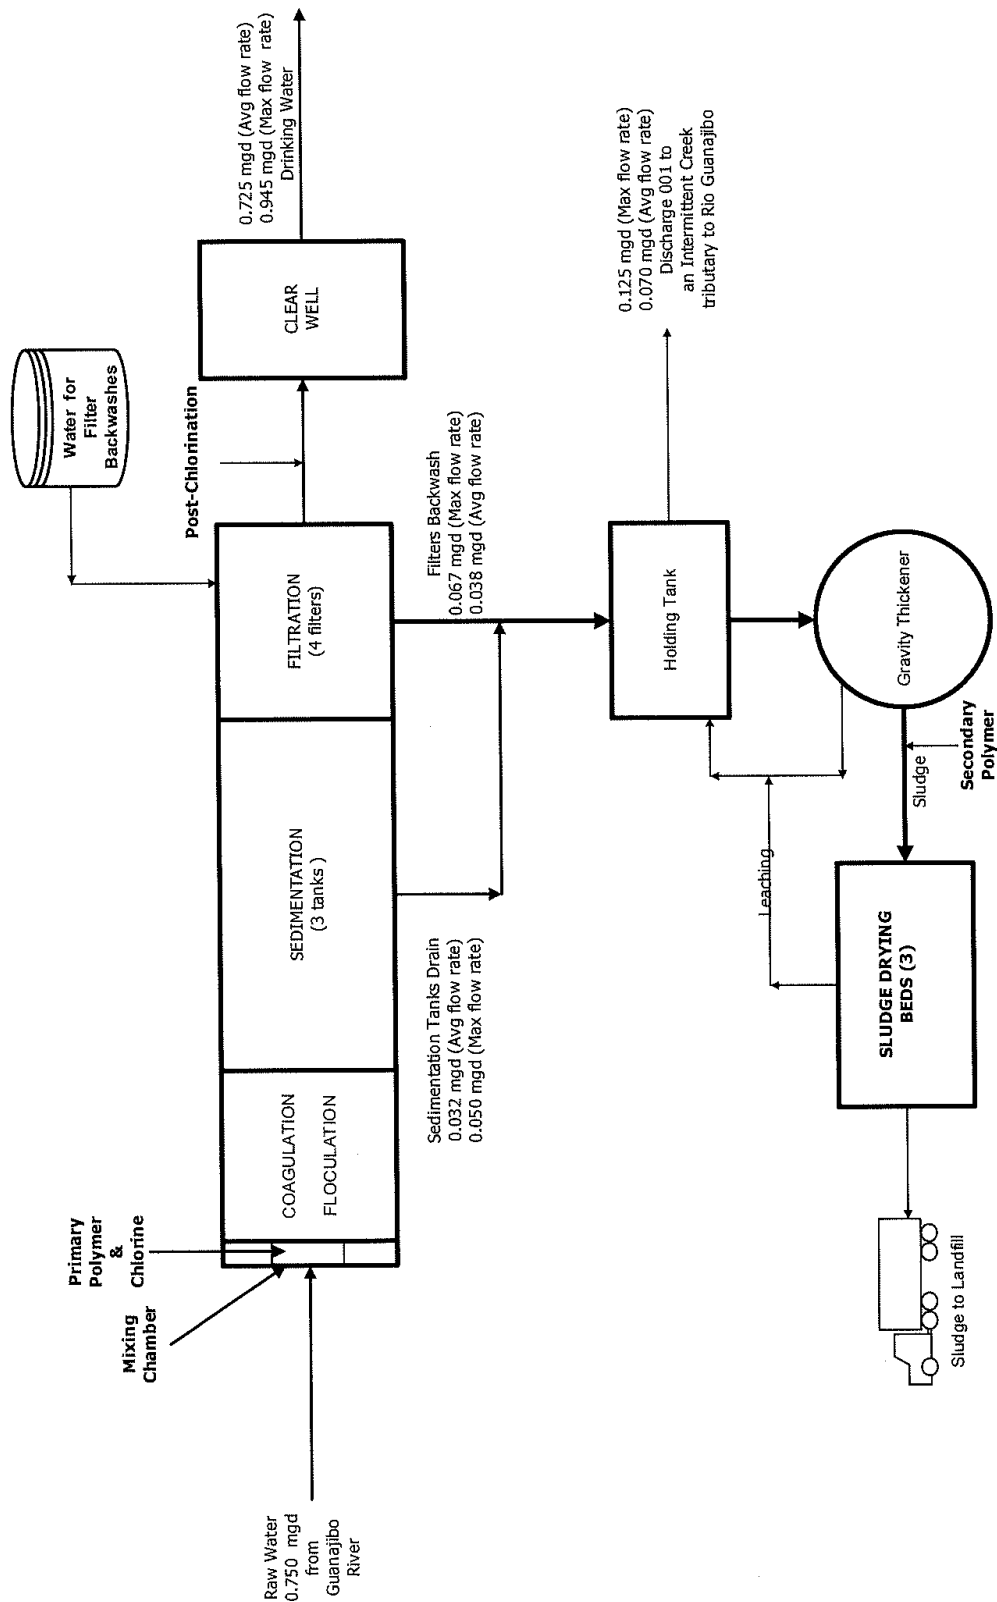 Raw Water
0.750 mgd
from
Guanajibo
River
Mixing
Chamber
Primary
Polymer
&
Chlorine
COAGULATION
FLOCULATION
SEDIMENTATION
(3 tanks)
FILTRATION
(4 filters)
Water for
Filter
Backwashes
Post-Chlorination
CLEAR
WELL
0.725 mgd (Avg flow rate)
0.945 mgd (Max flow rate)
Drinking Water
Sedimentation Tanks Drain
0.032 mgd (Avg flow rate)
0.050 mgd (Max flow rate)
Filters Backwash
0.067 mgd (Max flow rate)
0.038 mgd (Avg flow rate)
Holding Tank
0.125 mgd (Max flow rate)
0.070 mgd (Avg flow rate)
Discharge 001 to
an Intermittent Creek
tributary to Rio Guanajibo
Gravity Thickener
Secondary
Polymer
Sludge
Leaching
SLUDGE DRYING
BEDS (3)
Sludge to Landfill